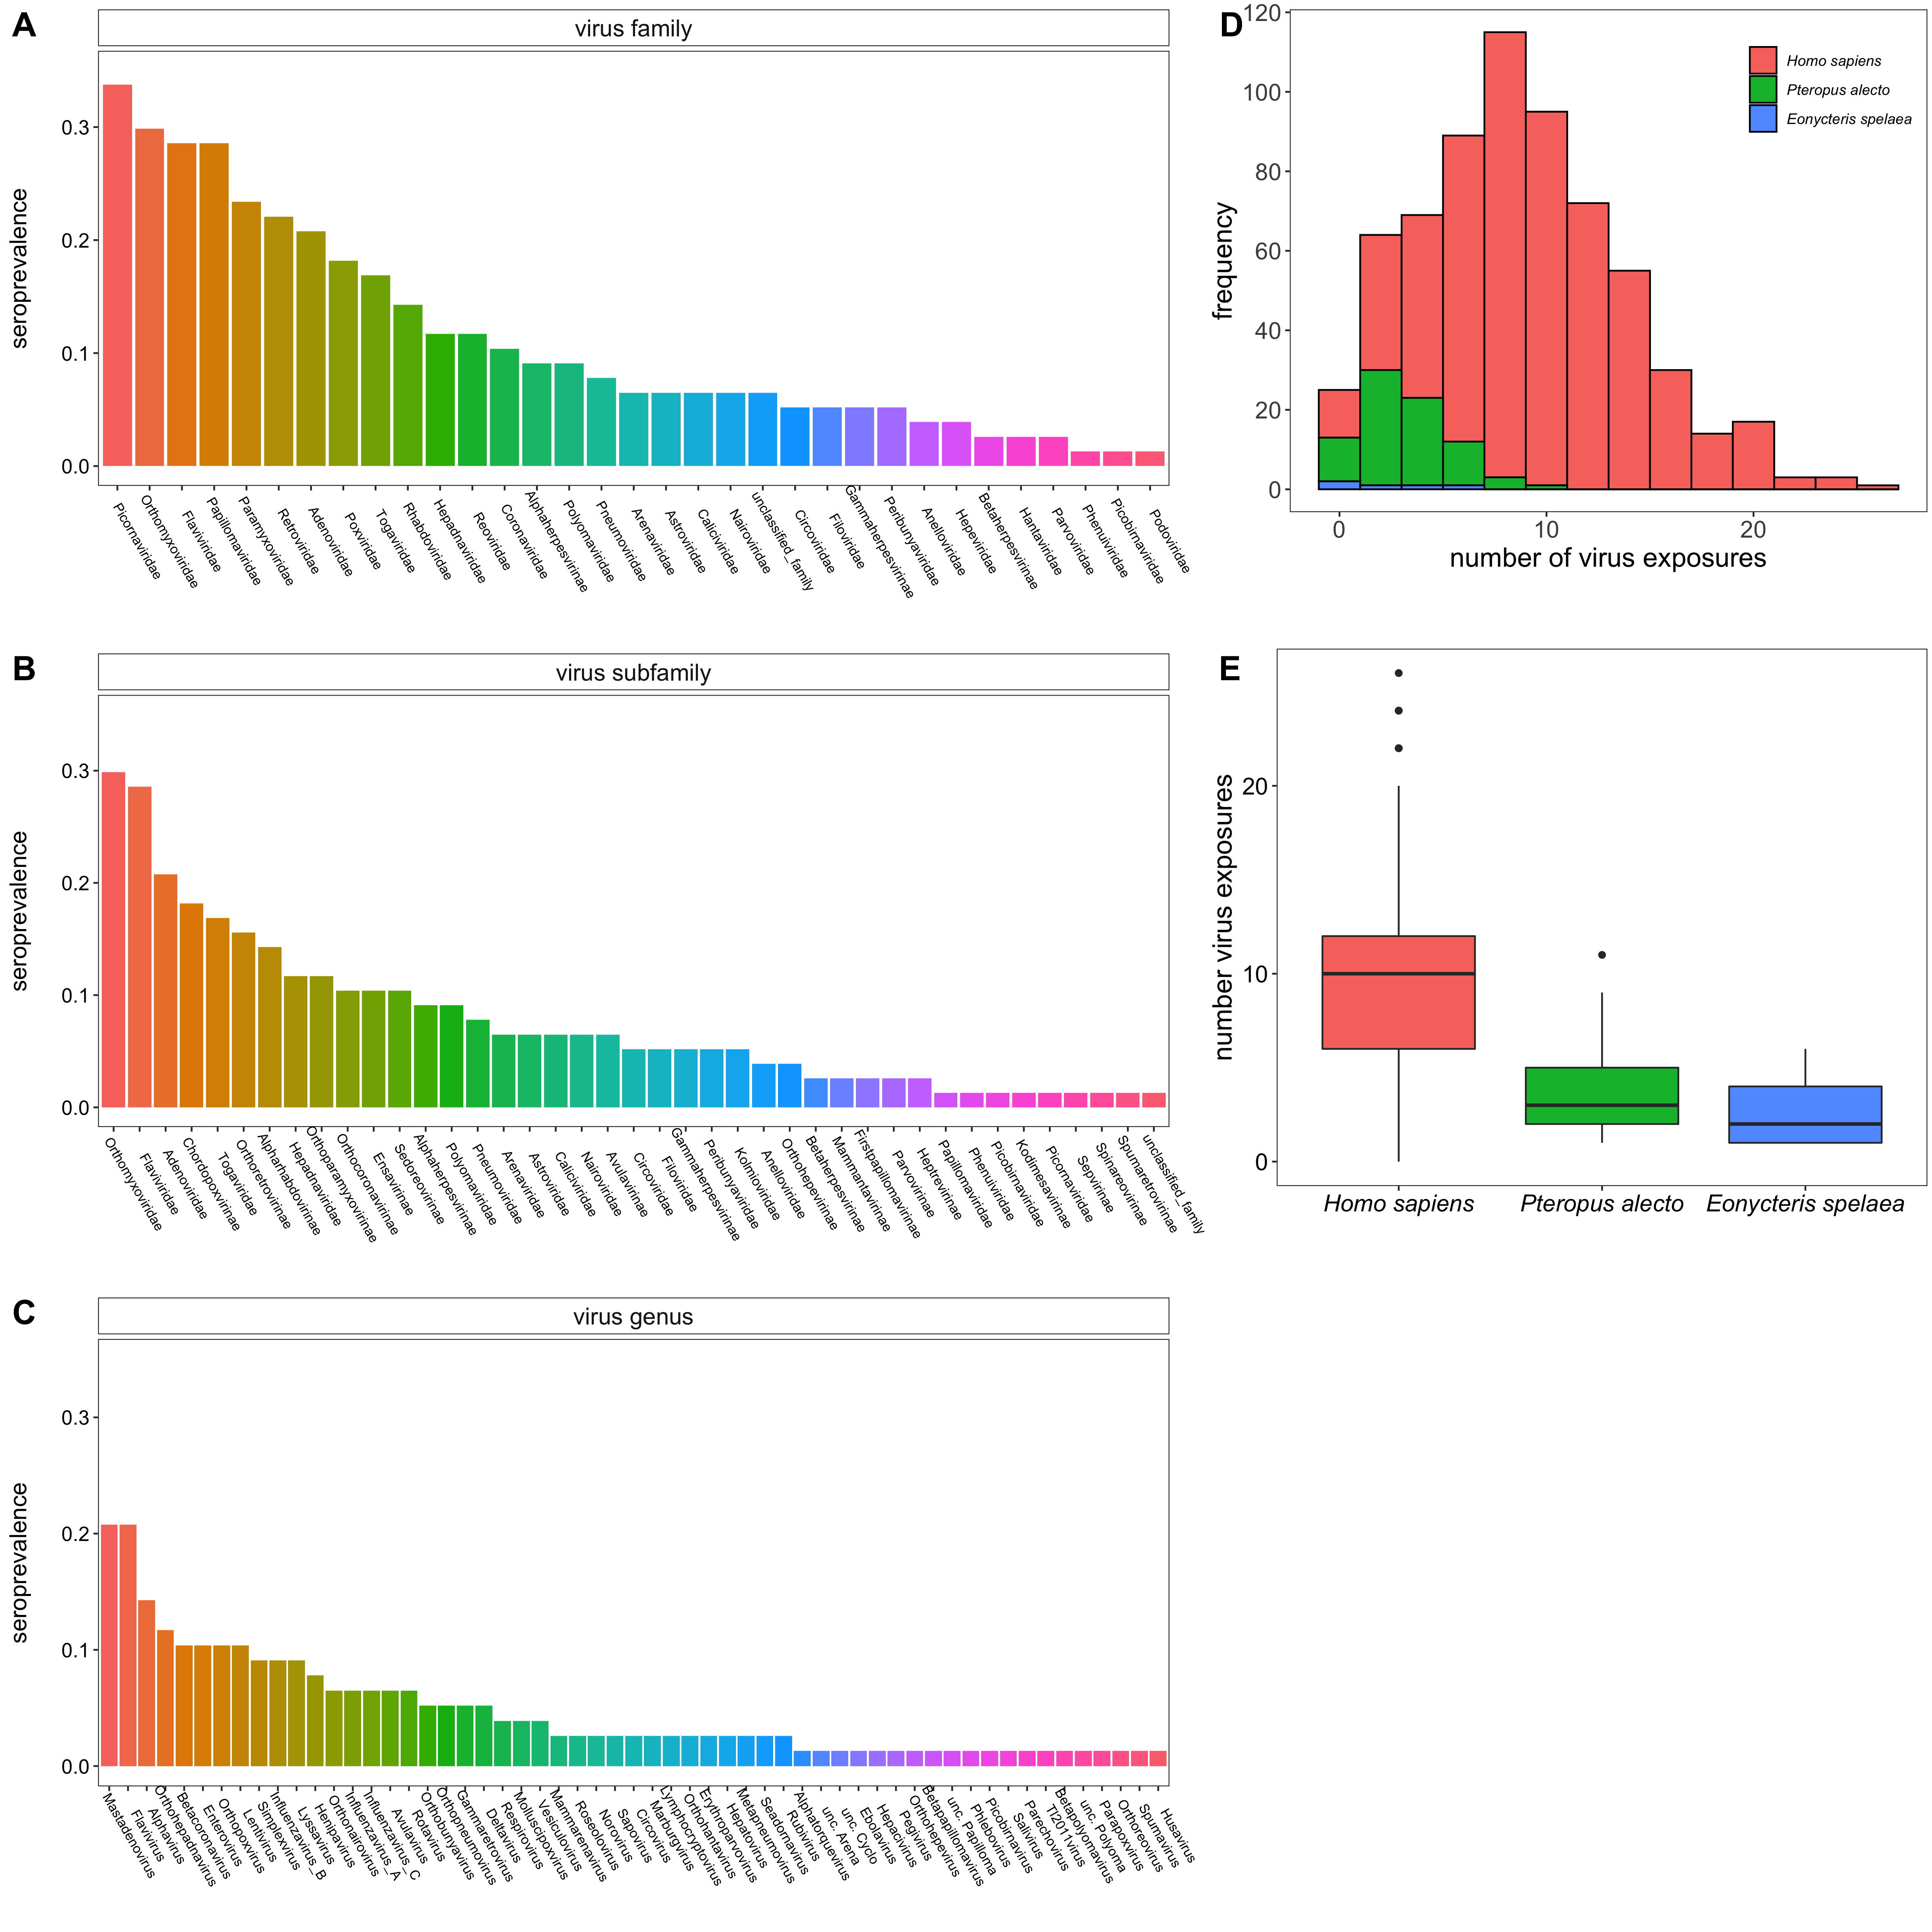 A
virus family
seroprevalence
0.3
0.2
0.1
0.0
Picornaviridae
Orthomyxoviridae
Flaviviridae
Papillomaviridae
Paramyxoviridae
Retroviridae
Adenoviridae
Poxviridae
Togaviridae
Rhabdoviridae
Hepadnaviridae
Reoviridae
Coronaviridae
Alphaherpesvirinae
Polyomaviridae
Pneumoviridae
Arenaviridae
Astroviridae
Caliciviridae
Nairoviridae
unclassified_family
Circoviridae
Filoviridae
Gammaherpesvirinae
Peribunyaviridae
Anelloviridae
Hepeviridae
Betaherpesvirinae
Hantaviridae
Parvoviridae
Phenuiviridae
Picobirnaviridae
Podoviridae
B
virus subfamily
seroprevalence
0.3
0.2
0.1
0.0
Orthomyxoviridae
Flaviviridae
Adenoviridae
Chordopoxvirinae
Togaviridae
Orthoretrovirinae
Alpharhabdovirinae
Hepadnaviridae
Orthoparamyxovirinae
Orthocoronavirinae
Ensavirinae
Sedoreovirinae
Alphaherpesvirinae
Polyomaviridae
Pneumoviridae
Arenaviridae
Astroviridae
Caliciviridae
Nairoviridae
Avulavirinae
Circoviridae
Filoviridae
Gammaherpesvirinae
Peribunyaviridae
Kolmioviridae
Anelloviridae
Orthohepevirinae
Betaherpesvirinae
Mammantavirinae
Firstpapillomavirinae
Parvovirinae
Heptrevirinae
Papillomaviridae
Phenuiviridae
Picobirnaviridae
Kodimesavirinae
Picornaviridae
Sepvirinae
Spinareovirinae
Spumaretrovirinae
unclassified_family
C
virus genus
seroprevalence
0.3
0.2
0.1
0.0
Mastadenovirus
Flavivirus
Alphavirus
Orthohepadnavirus
Betacoronavirus
Enterovirus
Orthopoxvirus
Lentivirus
Simplexvirus
Influenzavirus_B
Lyssavirus
Henipavirus
Orthonairovirus
Influenzavirus_A
Influenzavirus_C
Avulavirus
Rotavirus
Orthobunyavirus
Orthopneumovirus
Gammaretrovirus
Deltavirus
Respirovirus
Molluscipoxvirus
Vesiculovirus
Mammarenavirus
Roseolovirus
Norovirus
Sapovirus
Circovirus
Marburgvirus
Lymphocryptovirus
Orthohantavirus
Erythroparvovirus
Hepatovirus
Metapneumovirus
Seadornavirus
Rubivirus
Alphatorquevirus
unc. Arena
unc. Cyclo
Ebolavirus
Hepacivirus
Pegivirus
Orthohepevirus
Betapapillomavirus
unc. Papilloma
Phlebovirus
Picobirnavirus
Salivirus
Parechovirus
Tl2011virus
Betapolyomavirus
unc. Polyoma
Parapoxvirus
Orthoreovirus
Spumavirus
Husavirus
D
frequency
120
100
80
60
40
20
0
0
10
20
number of virus exposures
Homo sapiens
Pteropus alecto
Eonycteris spelaea
E
number virus exposures
20
10
0
Homo sapiens
Pteropus alecto
Eonycteris spelaea